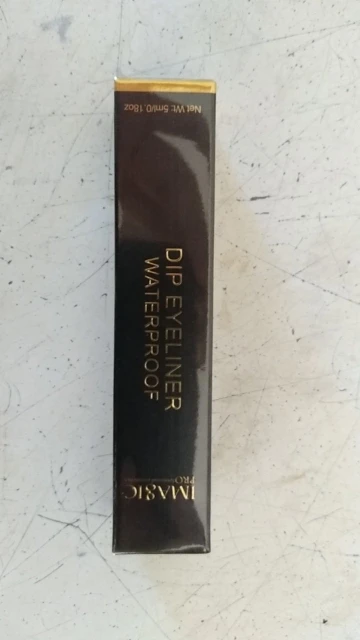 IMAGIC
PRO
DIP EYELINER
WATERPROOF
Net Wt. 5ml/0.18oz